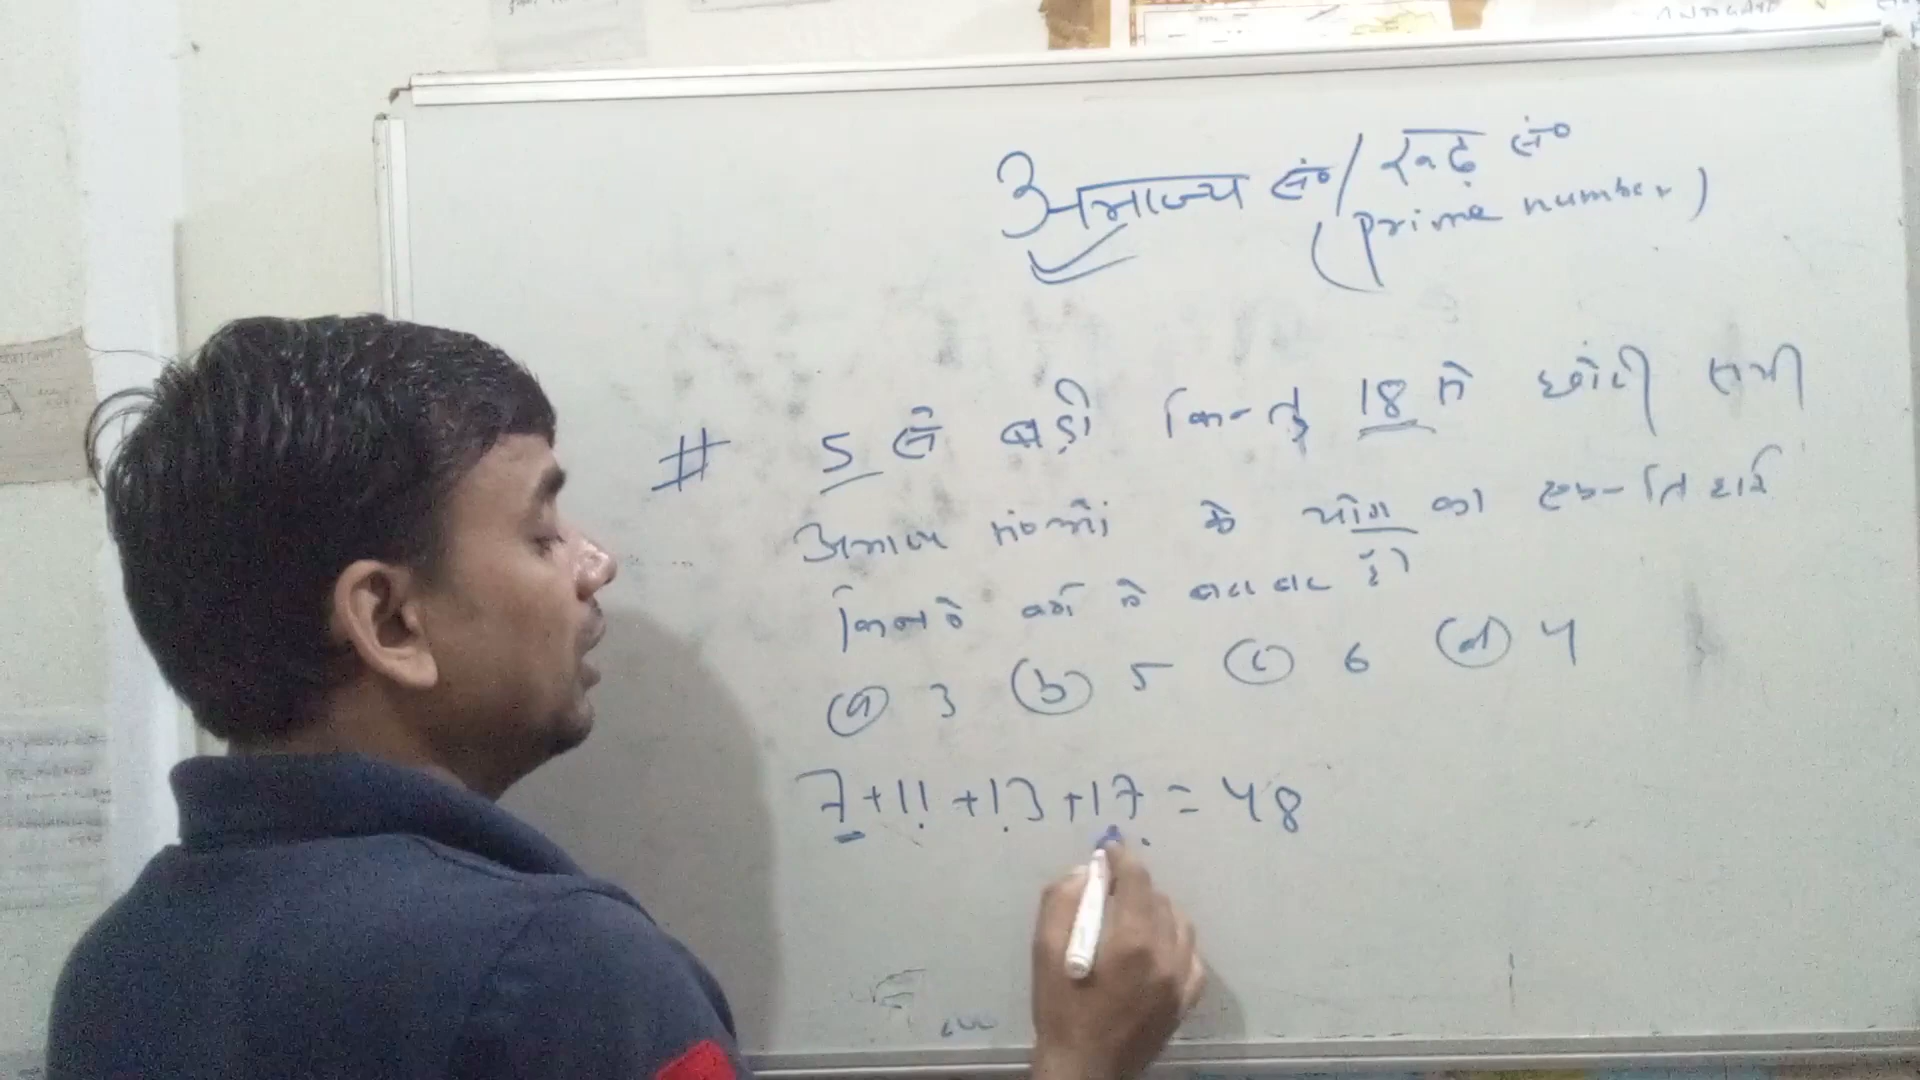 अभाज्य सं० / रूढ़ सं०
(prime number)
# 5 से बड़ी किन्तु 18 से छोटी सभी
अभाज्य सं०ओं के योग का एक-तिहाई
किसके वर्ग के बराबर है?
(a) 3 (b) 5 (c) 6 (d) 4
7+11+13+17=48